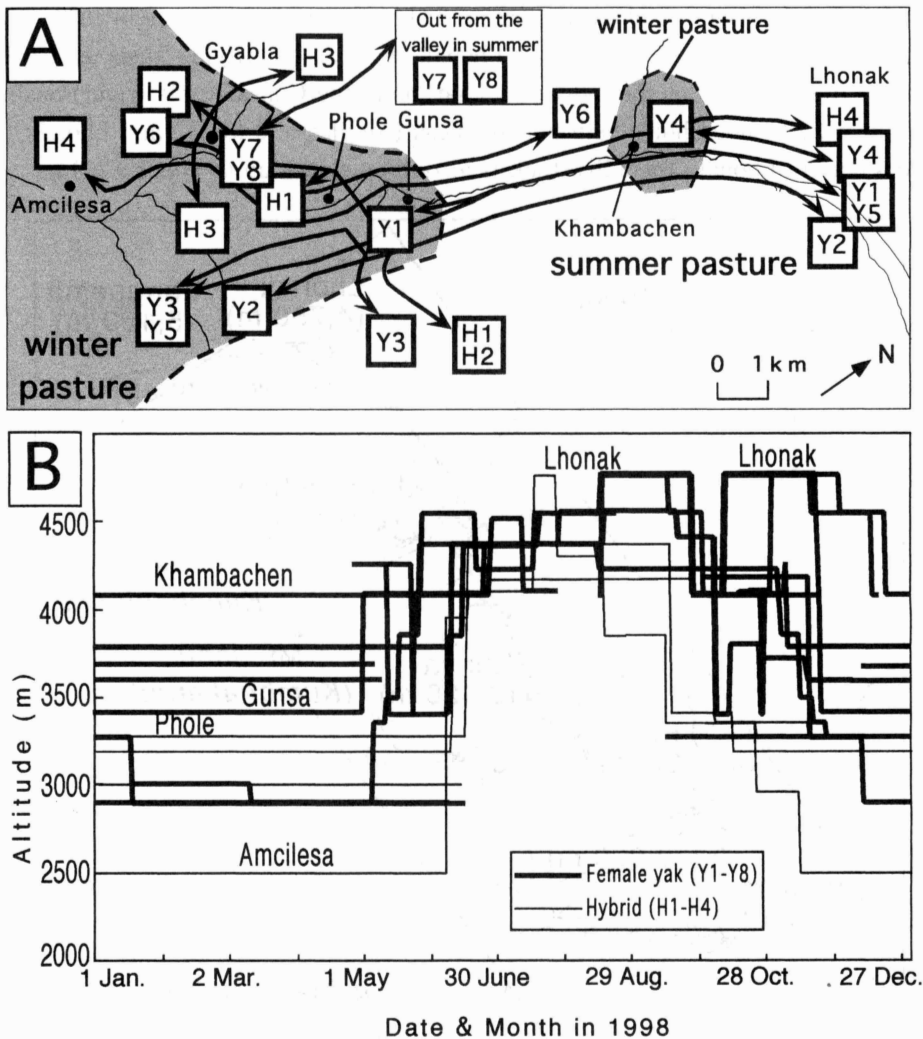 A
Out from the
valley in summer
Y7 Y8
winter pasture
Gyabla
H3
Lhonak
H2
Y6
H4
Phole Gunsa
Y6
Y4
H4
Y7
Y8
Y4
Amcilesa
H1
Y1
Y5
H3
Y1
Khambachen
Y2
summer pasture
Y3
Y5
Y2
Y3
H1
H2
winter
pasture
0 1 km
N
B
Lhonak Lhonak
4500
Khambachen
4000
3500
Gunsa
Phole
3000
Amcilesa
2500
2000
Altitude (m)
Female yak (Y1-Y8)
Hybrid (H1-H4)
1 Jan. 2 Mar. 1 May 30 June 29 Aug. 28 Oct. 27 Dec.
Date & Month in 1998